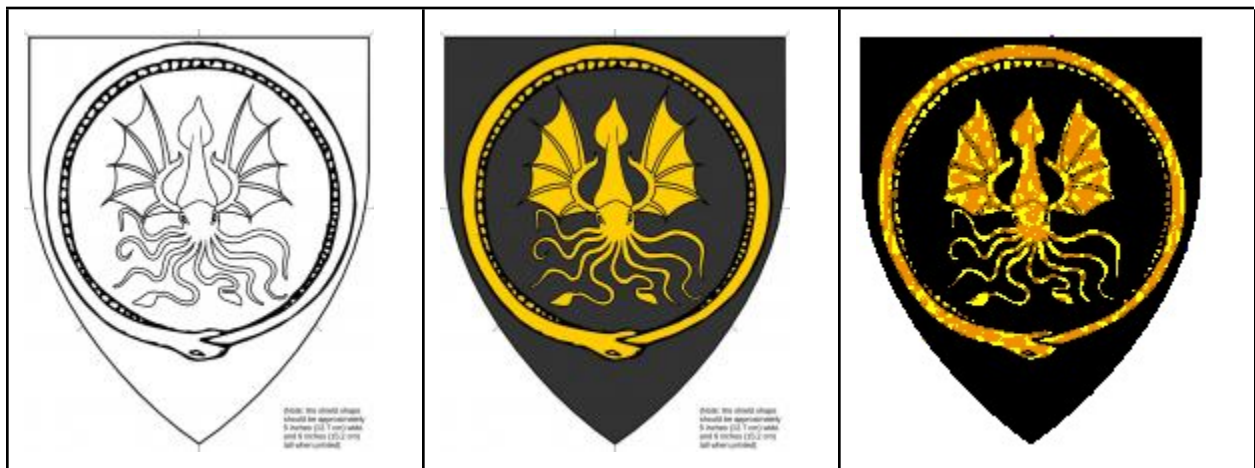 (Note: this shield shape
should be approximately
5 inches (12.7 cm) wide
and 6 inches (15.2 cm)
tall when printed)
(Note: this shield shape
should be approximately
5 inches (12.7 cm) wide
and 6 inches (15.2 cm)
tall when printed)